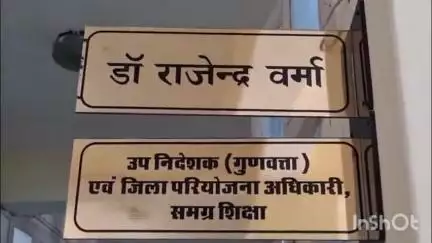 डॉ राजेन्द्र वर्मा
उप निदेशक (गुणवत्ता)
एवं जिला परियोजना अधिकारी,
समग्र शिक्षा
InShOt